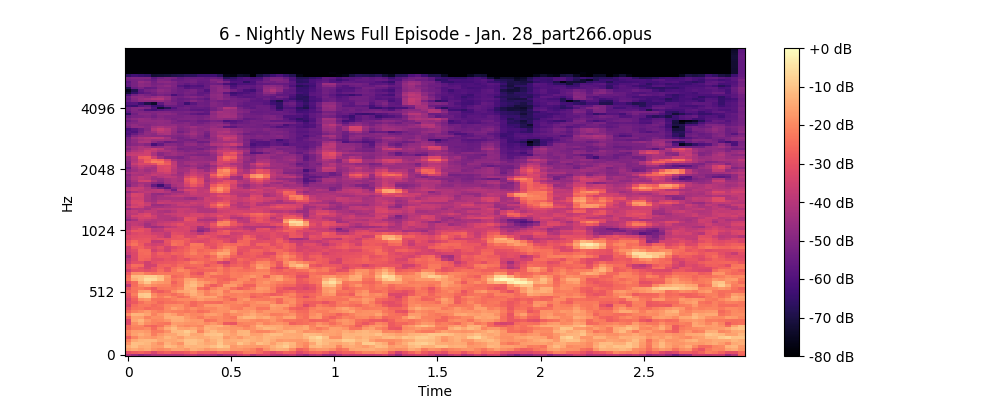 6 - Nightly News Full Episode - Jan. 28_part266.opus
Hz
4096
2048
1024
512
0
0
0.5
1
1.5
2
2.5
Time
+0 dB
-10 dB
-20 dB
-30 dB
-40 dB
-50 dB
-60 dB
-70 dB
-80 dB